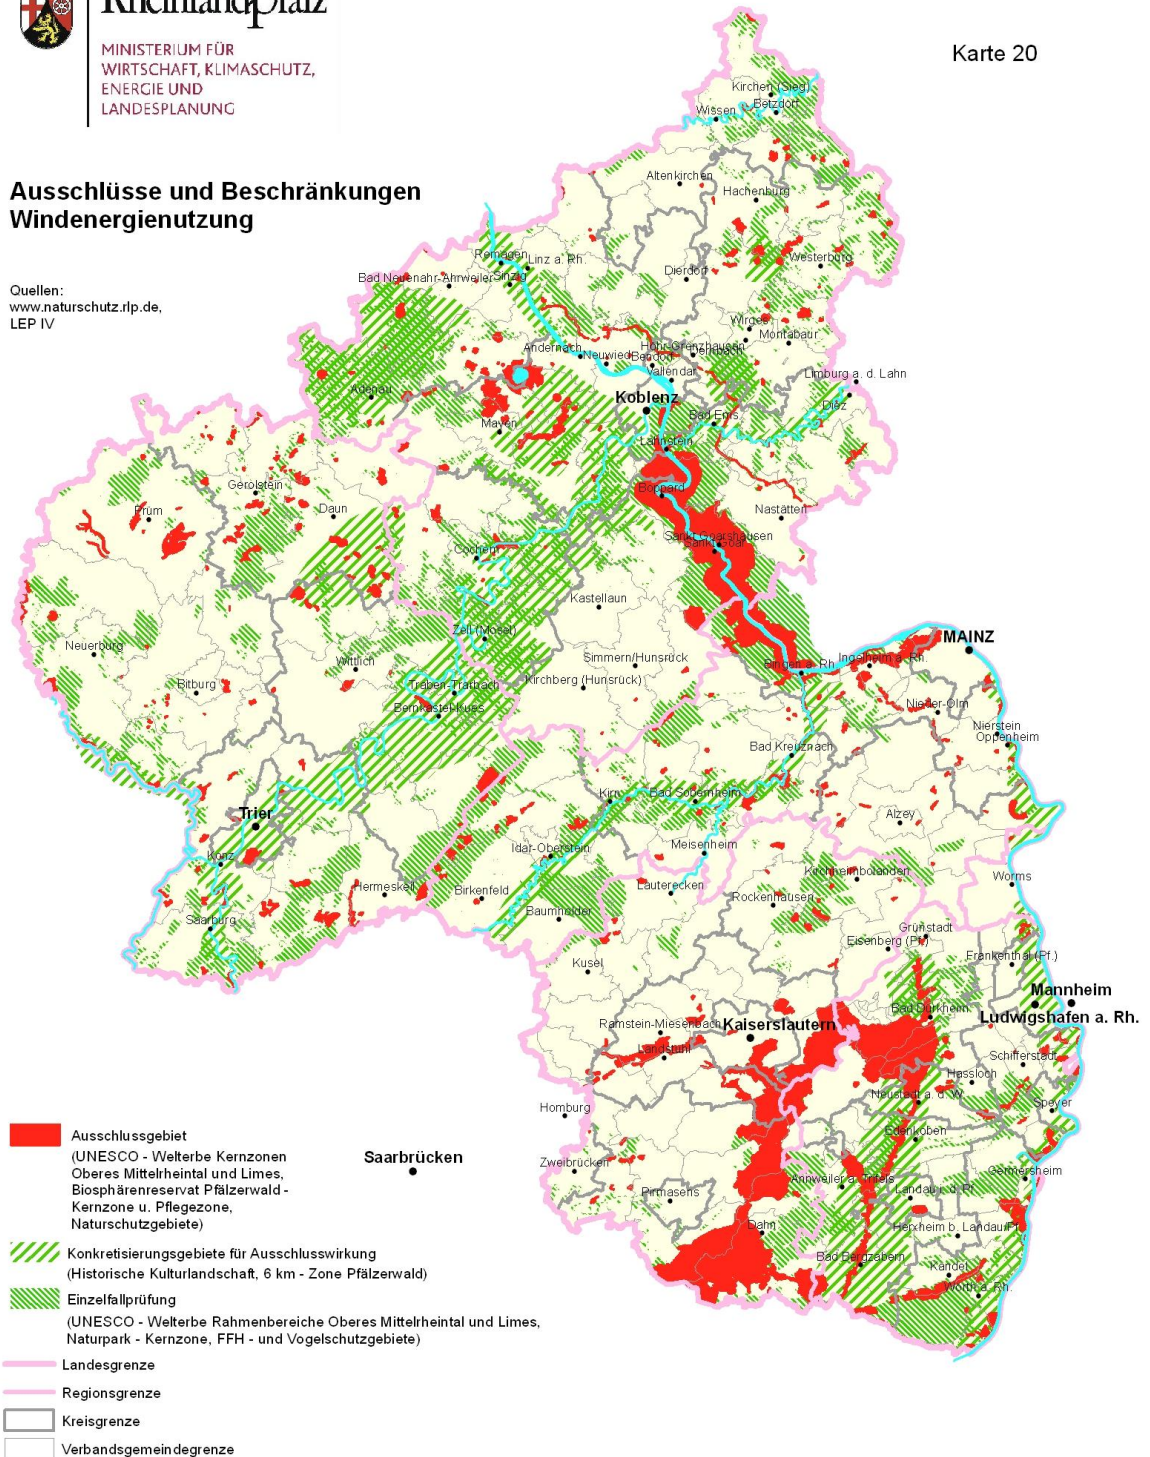 RheinlandPfalz
MINISTERIUM FÜR
WIRTSCHAFT, KLIMASCHUTZ,
ENERGIE UND
LANDESPLANUNG
Karte 20
Ausschlüsse und Beschränkungen
Windenergienutzung
Quellen:
www.naturschutz.rlp.de,
LEP IV
Kirchen (Sieg)
Wissen
Betzdorf
Altenkirchen
Hachenburg
Remagen
Linz a. Rh.
Bad Neuenahr-Ahrweiler
Sinzig
Dierdorf
Westerburg
Wirges
Montabaur
Andernach
Neuwied
Bendorf
Höhr-Grenzhausen
Dernbach
Vallendar
Limburg a. d. Lahn
Adenau
Koblenz
Diez
Mayen
Bad Ems
Lahnstein
Gerolstein
Boppard
Prüm
Daun
Nastätten
Sankt Goarshausen
Sankt Goar
Cochem
Kastellaun
Neuerburg
Zell (Mosel)
MAINZ
Wittlich
Simmern/Hunsrück
Bingen a. Rh.
Ingelheim a. Rh.
Bitburg
Traben-Trarbach
Kirchberg (Hunsrück)
Bernkastel-Kues
Nieder-Olm
Nierstein
Oppenheim
Bad Kreuznach
Kirn
Bad Sobernheim
Trier
Alzey
Konz
Idar-Oberstein
Meisenheim
Hermeskeil
Birkenfeld
Lauterecken
Kirchheimbolanden
Worms
Rockenhausen
Saarburg
Baumholder
Grünstadt
Eisenberg (Pf.)
Frankenthal (Pf.)
Kusel
Mannheim
Bad Dürkheim
Ludwigshafen a. Rh.
Ramstein-Miesenbach
Kaiserslautern
Landstuhl
Schifferstadt
Hassloch
Neustadt a. d. W.
Speyer
Homburg
Edenkoben
Saarbrücken
Zweibrücken
Germersheim
Annweiler a. Trifels
Pirmasens
Landau i. d. Pf.
Dahn
Herxheim b. Landau/Pf.
Bad Bergzabern
Kandel
Wörth a. Rh.
Ausschlussgebiet
(UNESCO - Welterbe Kernzonen
Oberes Mittelrheintal und Limes,
Biosphärenreservat Pfälzerwald -
Kernzone u. Pflegezone,
Naturschutzgebiete)
Konkretisierungsgebiete für Ausschlusswirkung
(Historische Kulturlandschaft, 6 km - Zone Pfälzerwald)
Einzelfallprüfung
(UNESCO - Welterbe Rahmenbereiche Oberes Mittelrheintal und Limes,
Naturpark - Kernzone, FFH - und Vogelschutzgebiete)
Landesgrenze
Regionsgrenze
Kreisgrenze
Verbandsgemeindegrenze